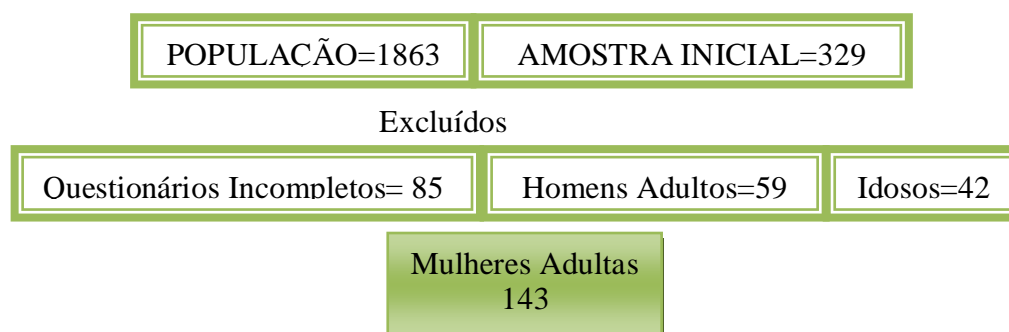 POPULAÇÃO=1863 AMOSTRA INICIAL=329
Excluídos
Questionários Incompletos= 85 Homens Adultos=59 Idosos=42
Mulheres Adultas
143